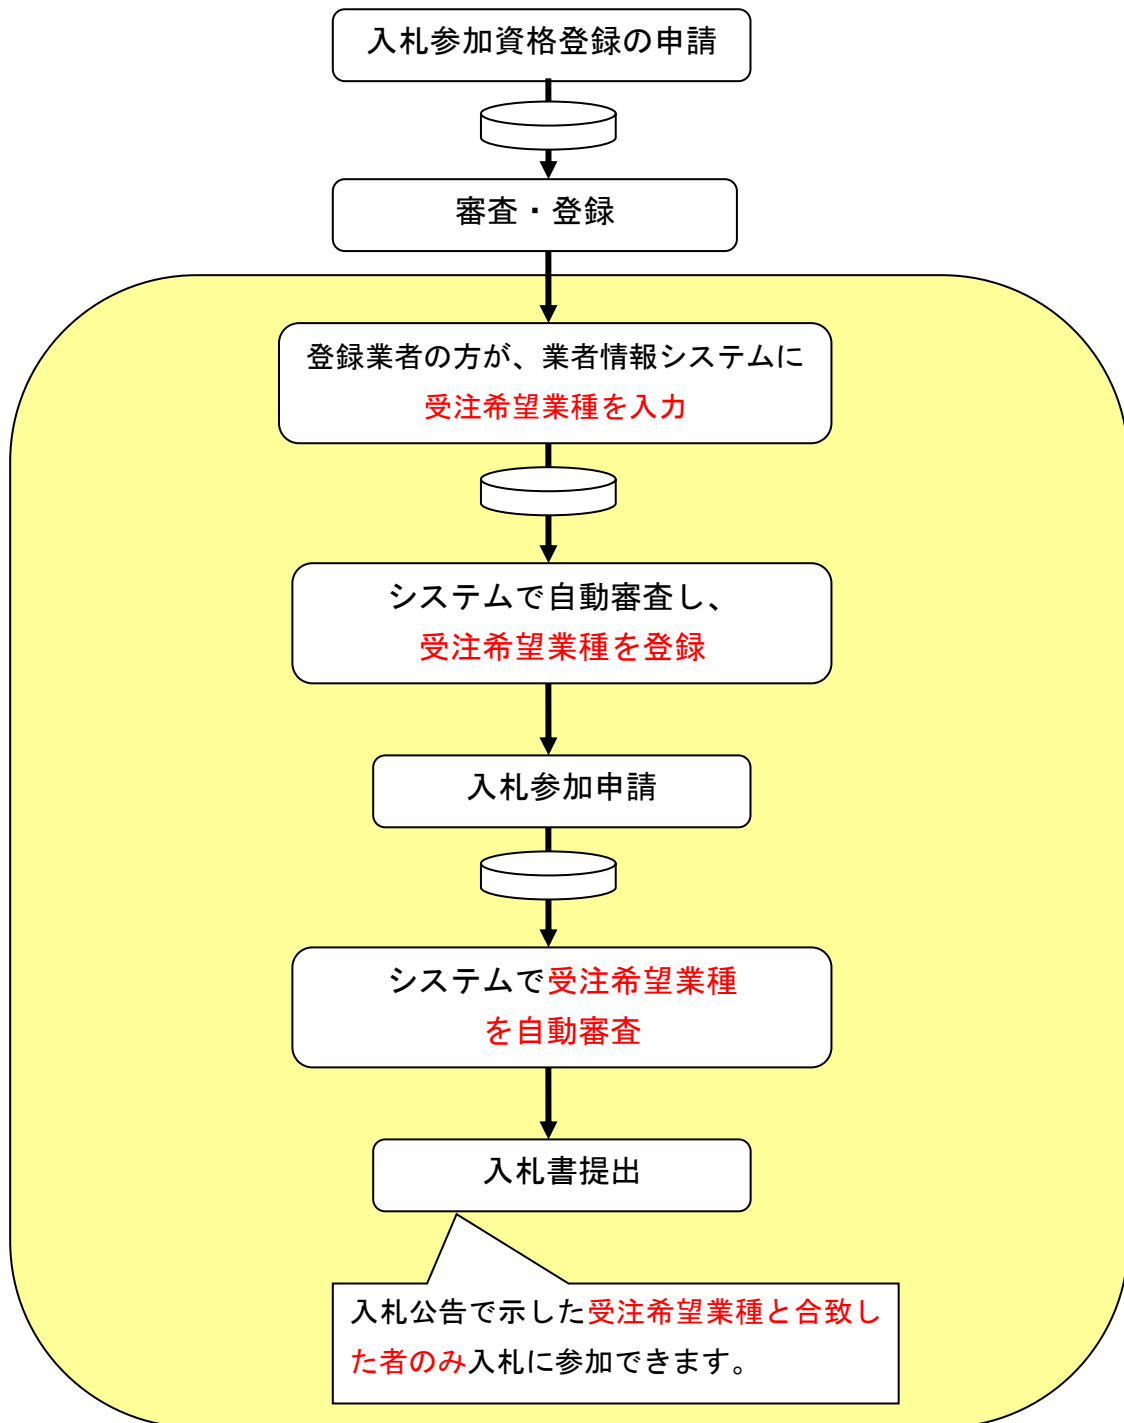 入札参加資格登録の申請
審査・登録
登録業者の方が、業者情報システムに
受注希望業種を入力
システムで自動審査し、
受注希望業種を登録
入札参加申請
システムで受注希望業種
を自動審査
入札書提出
入札公告で示した受注希望業種と合致し
た者のみ入札に参加できます。